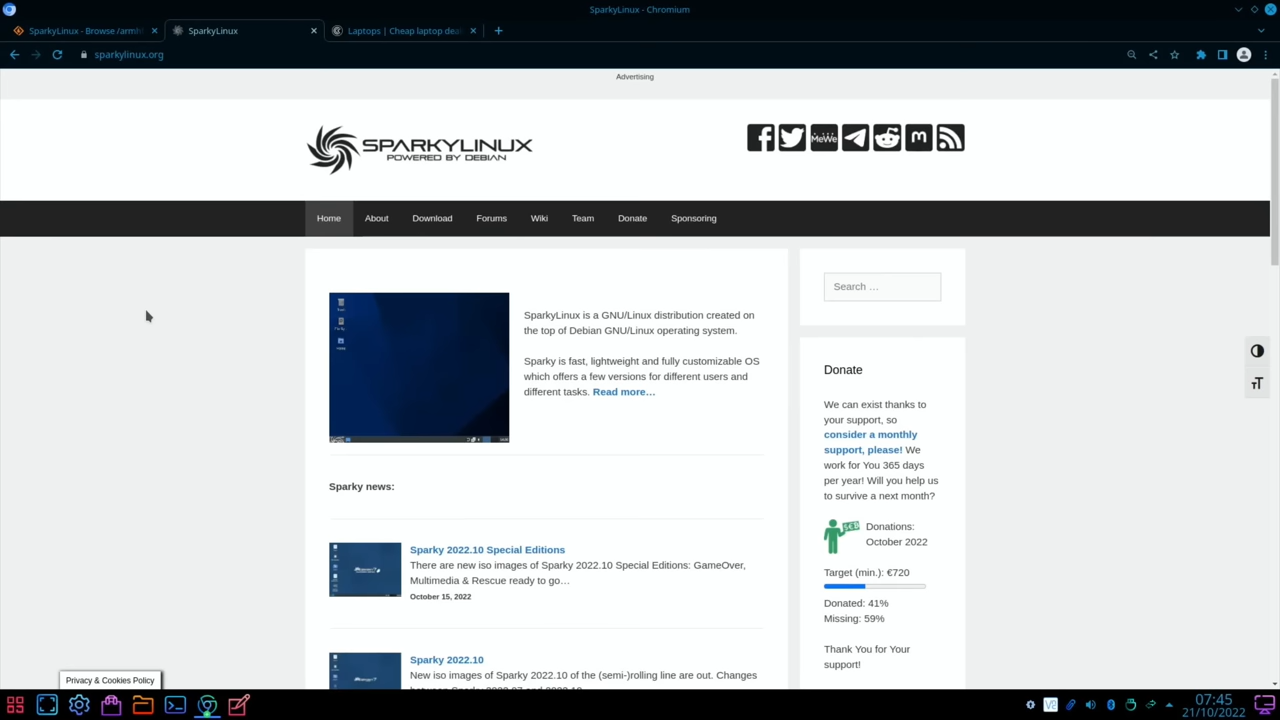 SparkyLinux - Chromium
SparkyLinux - Browse /armh
SparkyLinux
Laptops | Cheap laptop dea
sparkylinux.org
Advertising
SPARKYLINUX
POWERED BY DEBIAN
MeWe
Home About Download Forums Wiki Team Donate Sponsoring
Search …
SparkyLinux is a GNU/Linux distribution created on
the top of Debian GNU/Linux operating system.
Sparky is fast, lightweight and fully customizable OS
which offers a few versions for different users and
different tasks. Read more…
Sparky news:
Sparky 2022.10 Special Editions
There are new iso images of Sparky 2022.10 Special Editions: GameOver,
Multimedia & Rescue ready to go…
October 15, 2022
Sparky 2022.10
New iso images of Sparky 2022.10 of the (semi-)rolling line are out. Changes
Donate
We can exist thanks to
your support, so
consider a monthly
support, please! We
work for You 365 days
per year! Will you help us
to survive a next month?
Donations:
October 2022
Target (min.): €720
Donated: 41%
Missing: 59%
Thank You for Your
support!
Privacy & Cookies Policy
V2
07:45
21/10/2022